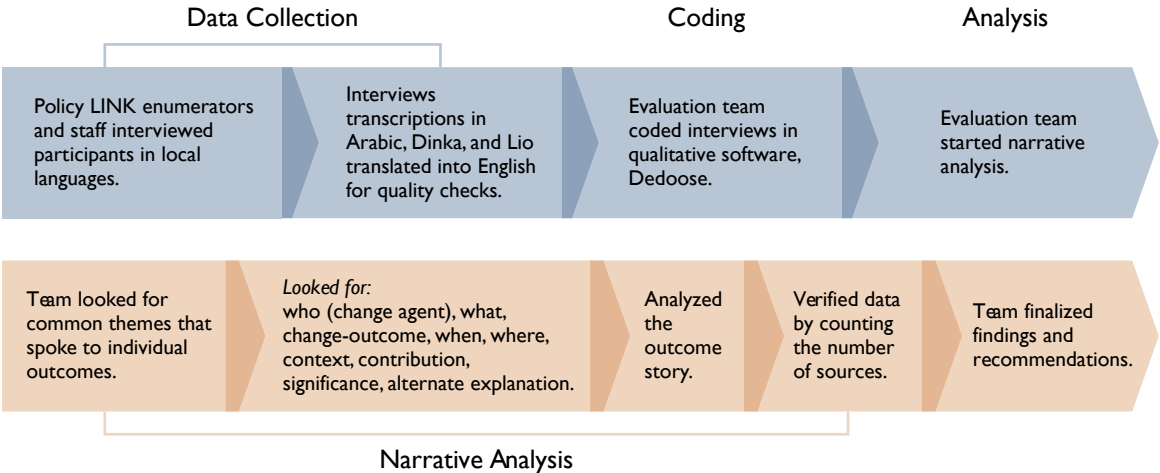 Data Collection
Coding
Analysis
Policy LINK enumerators
and staff interviewed
participants in local
languages.
Interviews
transcriptions in
Arabic, Dinka, and Lio
translated into English
for quality checks.
Evaluation team
coded interviews in
qualitative software,
Dedoose.
Evaluation team
started narrative
analysis.
Team looked for
common themes that
spoke to individual
outcomes.
Looked for:
who (change agent), what,
change-outcome, when, where,
context, contribution,
significance, alternate explanation.
Analyzed
the
outcome
story.
Verified data
by counting
the number
of sources.
Team finalized
findings and
recommendations.
Narrative Analysis